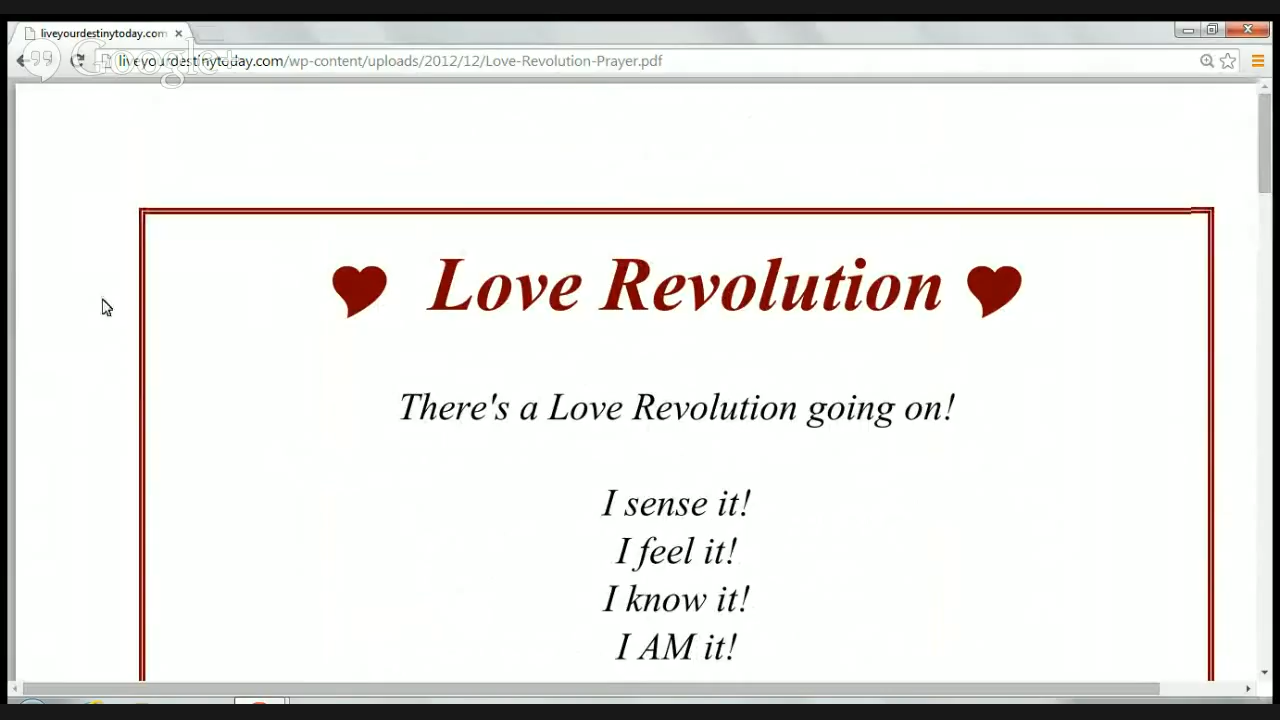 liveyourdestinytoday.com
Google+
liveyourdestinytoday.com/wp-content/uploads/2012/12/Love-Revolution-Prayer.pdf
Love Revolution
There's a Love Revolution going on!
I sense it!
I feel it!
I know it!
I AM it!